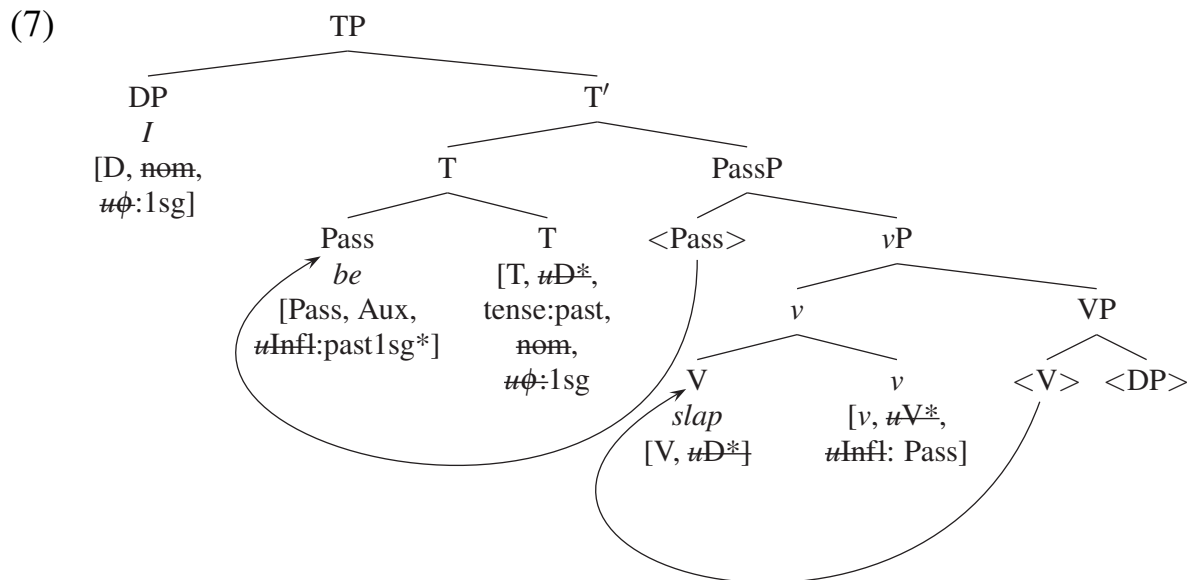 (7)
TP
DP
T′
I
[D, nom,
uϕ:1sg]
T
PassP
Pass
T
<Pass>
vP
be
[T, uD*,
[Pass, Aux,
tense:past,
v
VP
uInfl:past1sg*]
nom,
uϕ:1sg
V
v
<V>
<DP>
slap
[v, uV*,
[V, uD*]
uInfl: Pass]